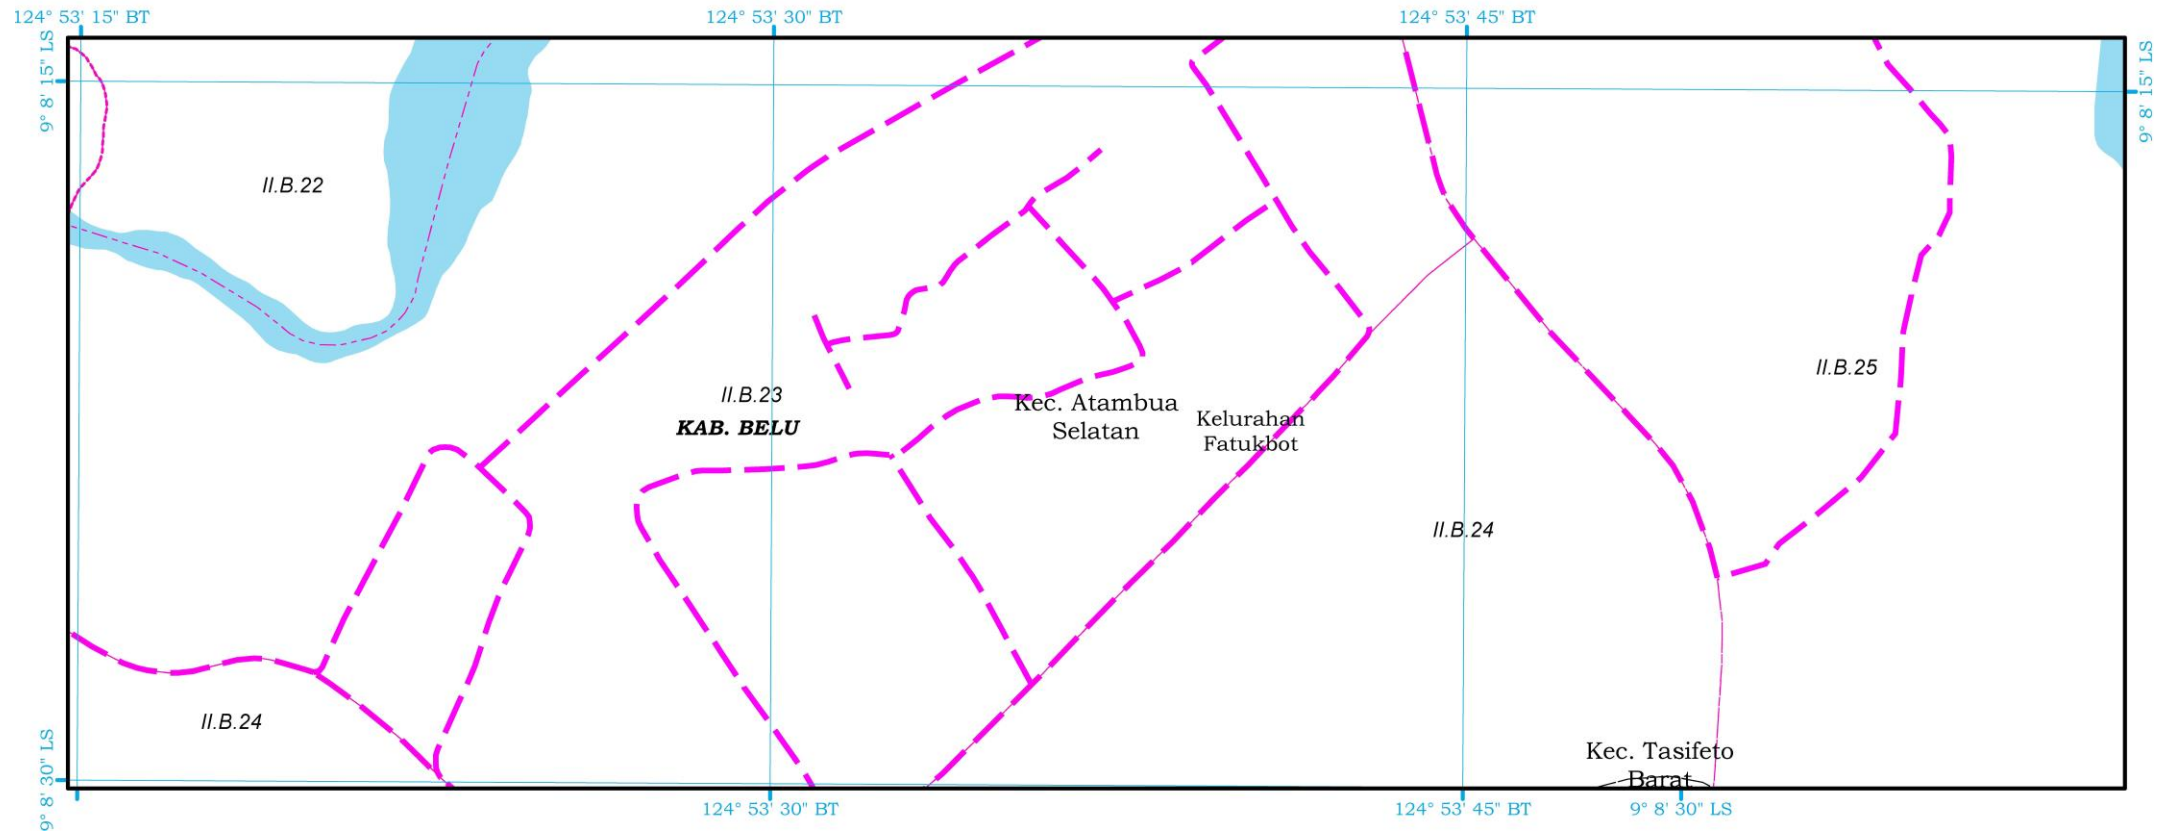 124° 53' 15" BT
124° 53' 30" BT
124° 53' 45" BT
9° 8' 15" LS
9° 8' 15" LS
II.B.22
II.B.25
II.B.23
KAB. BELU
Kec. Atambua
Selatan
Kelurahan
Fatukbot
II.B.24
II.B.24
Kec. Tasifeto
Barat
9° 8' 30" LS
124° 53' 30" BT
124° 53' 45" BT
9° 8' 30" LS